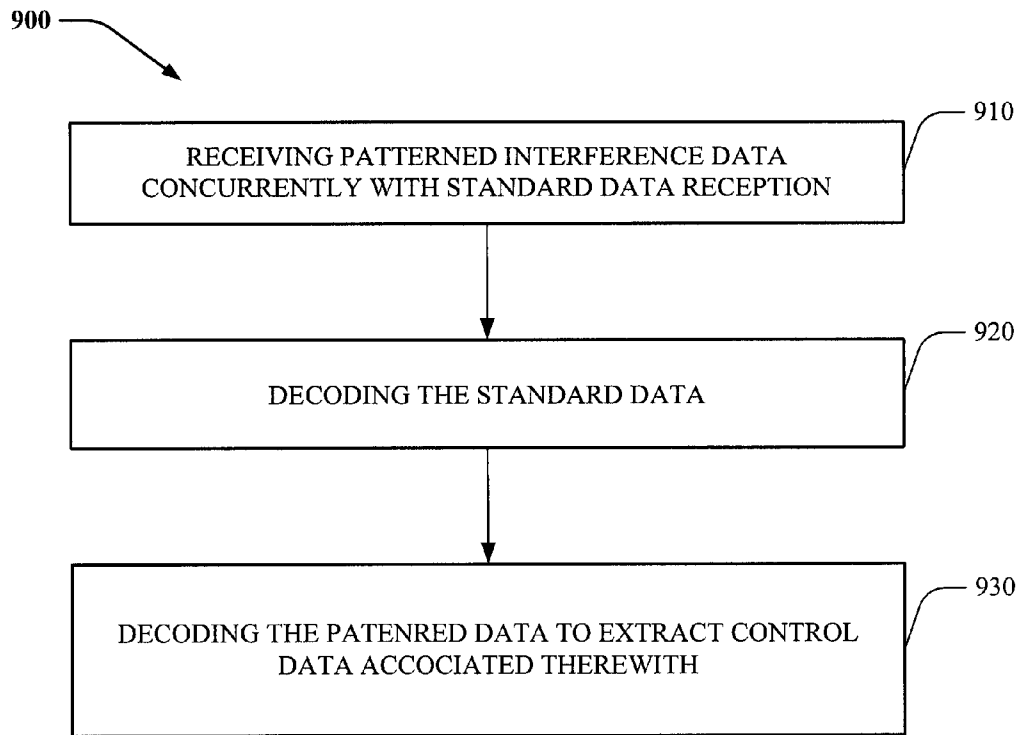 900
910
RECEIVING PATTERNED INTERFERENCE DATA
CONCURRENTLY WITH STANDARD DATA RECEPTION
920
DECODING THE STANDARD DATA
930
DECODING THE PATENRED DATA TO EXTRACT CONTROL
DATA ACCOCIATED THEREWITH